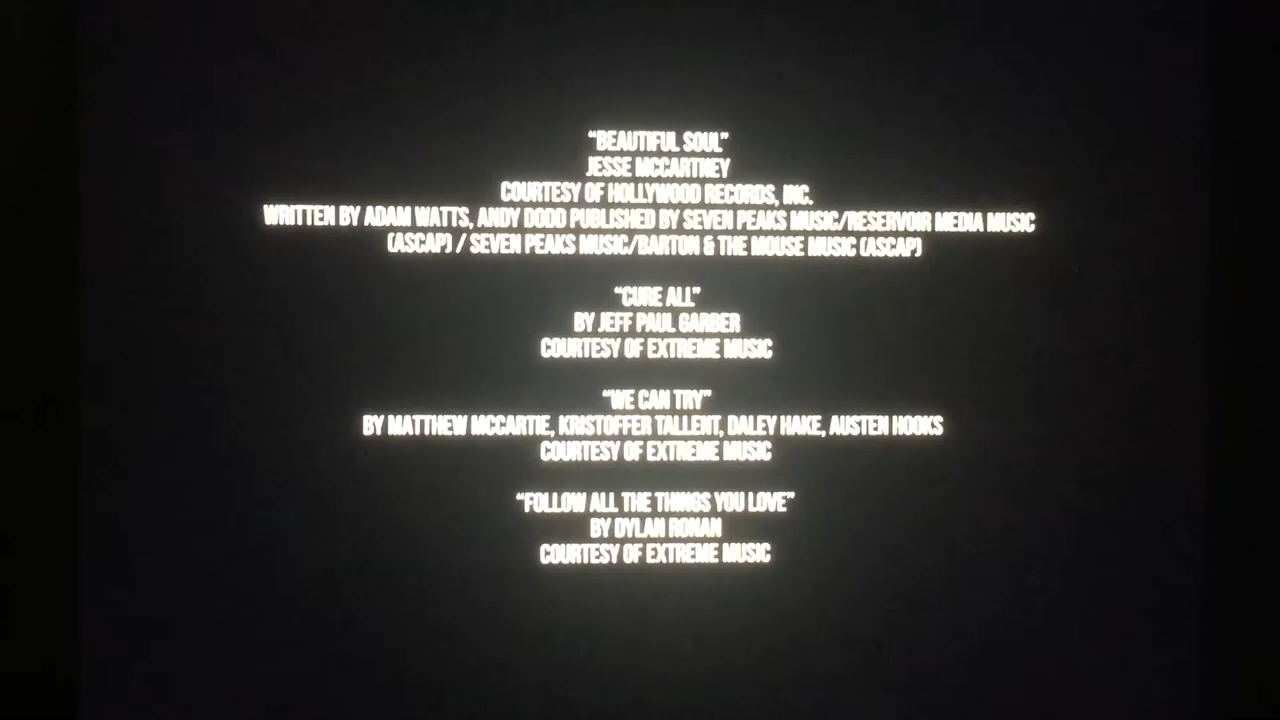 “BEAUTIFUL SOUL”
JESSE MCCARTNEY
COURTESY OF HOLLYWOOD RECORDS, INC.
WRITTEN BY ADAM WATTS, ANDY DODD PUBLISHED BY SEVEN PEAKS MUSIC/RESERVOIR MEDIA MUSIC
(ASCAP) / SEVEN PEAKS MUSIC/BARTON & THE MOUSE MUSIC (ASCAP)
“CURE ALL”
BY JEFF PAUL GARBER
COURTESY OF EXTREME MUSIC
“WE CAN TRY”
BY MATTHEW MCCARTIE, KRISTOFFER TALLENT, DALEY HAKE, AUSTEN HOOKS
COURTESY OF EXTREME MUSIC
“FOLLOW ALL THE THINGS YOU LOVE”
BY DYLAN RONAN
COURTESY OF EXTREME MUSIC